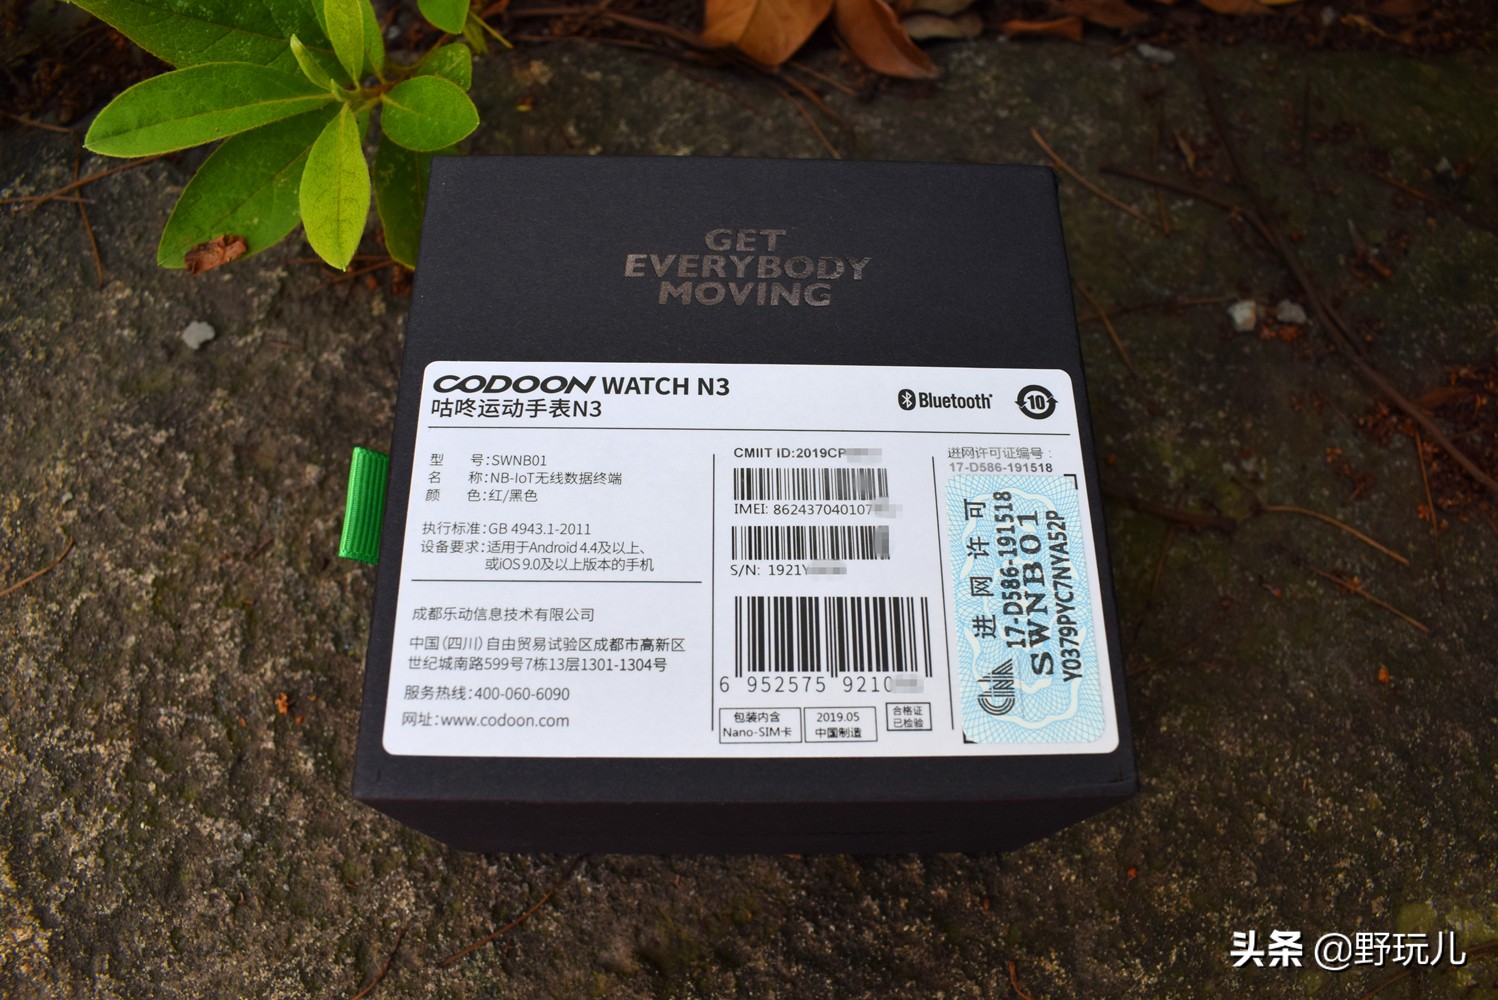 GET
EVERYBODY
MOVING
CODOON WATCH N3
咕咚运动手表N3
Bluetooth
10
型 号:SWNB01
名 称:NB-IoT无线数据终端
颜 色:红/黑色
执行标准:GB 4943.1-2011
设备要求:适用于Android 4.4及以上、
或iOS 9.0及以上版本的手机
成都乐动信息技术有限公司
中国(四川)自由贸易试验区成都市高新区
世纪城南路599号7栋13层1301-1304号
服务热线:400-060-6090
网址:www.codoon.com
CMIIT ID:2019CP
IMEI: 862437040107
S/N: 1921Y
6 952575 9210
包装内含
Nano-SIM卡
2019.05
中国制造
合格证
已检验
进网许可证编号:
17-D586-191518
进网许可
17-D586-191518
SWNB01
Y0379PYC7NYA52P
头条 @野玩儿